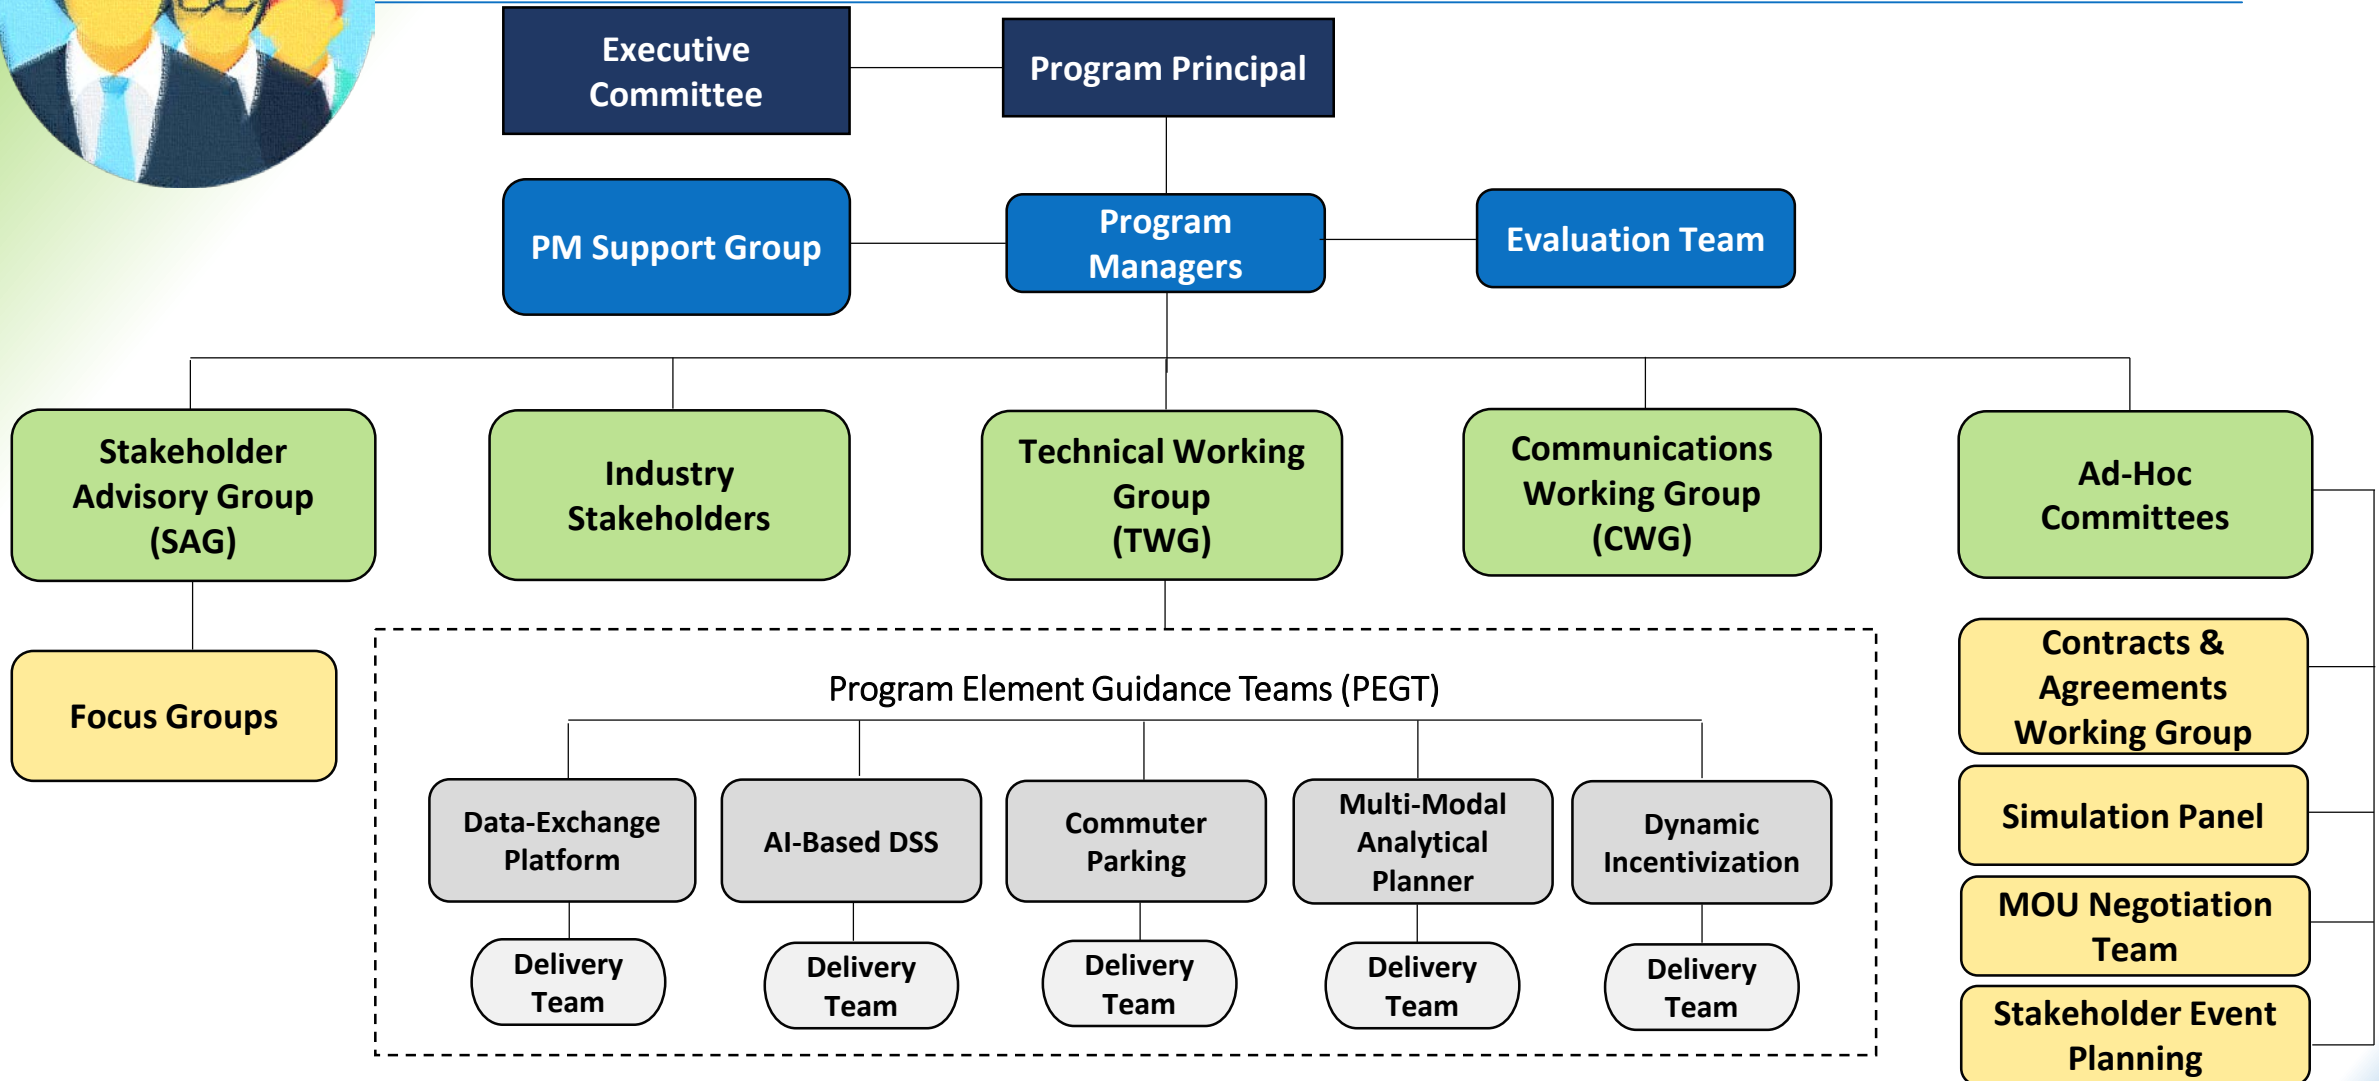 Executive
Committee
Program Principal
PM Support Group
Program
Managers
Evaluation Team
Stakeholder
Advisory Group
(SAG)
Industry
Stakeholders
Technical Working
Group
(TWG)
Communications
Working Group
(CWG)
Ad-Hoc
Committees
Focus Groups
Program Element Guidance Teams (PEGT)
Data-Exchange
Platform
AI-Based DSS
Commuter
Parking
Multi-Modal
Analytical
Planner
Dynamic
Incentivization
Delivery
Team
Delivery
Team
Delivery
Team
Delivery
Team
Delivery
Team
Contracts &
Agreements
Working Group
Simulation Panel
MOU Negotiation
Team
Stakeholder Event
Planning